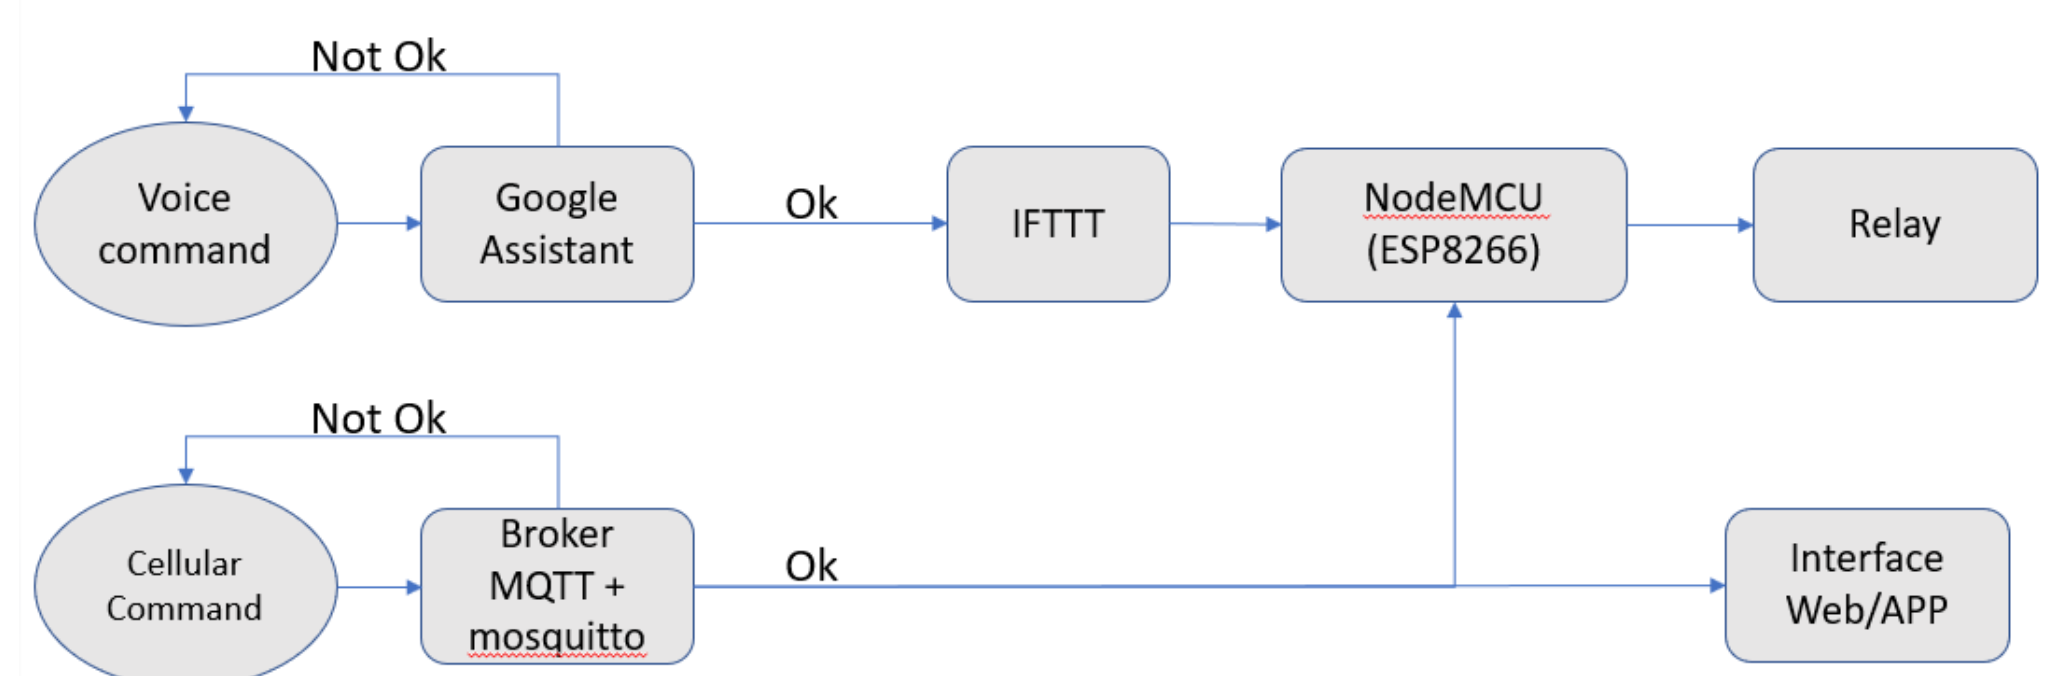 Not Ok
Voice
command
Google
Assistant
Ok
IFTTT
NodeMCU
(ESP8266)
Relay
Not Ok
Cellular
Command
Broker
MQTT +
mosquitto
Ok
Interface
Web/APP